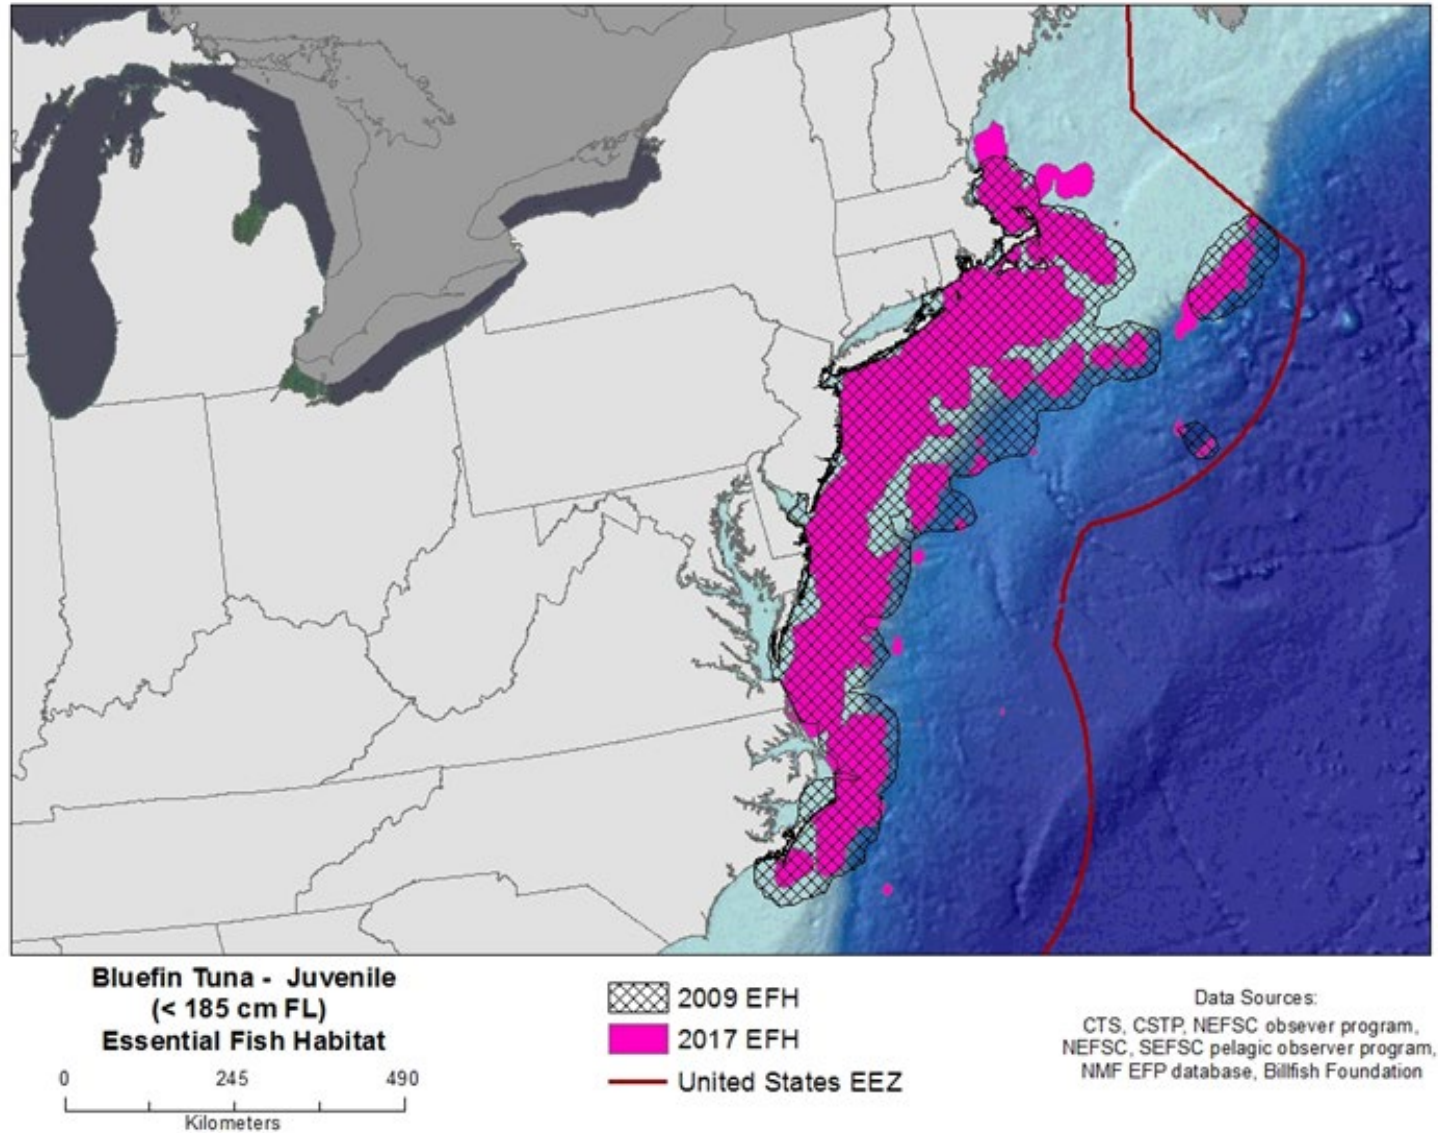 Bluefin Tuna - Juvenile
(< 185 cm FL)
Essential Fish Habitat
0 245 490
Kilometers
2009 EFH
2017 EFH
United States EEZ
Data Sources:
CTS, CSTP, NEFSC obsever program,
NEFSC, SEFSC pelagic observer program,
NMF EFP database, Billfish Foundation